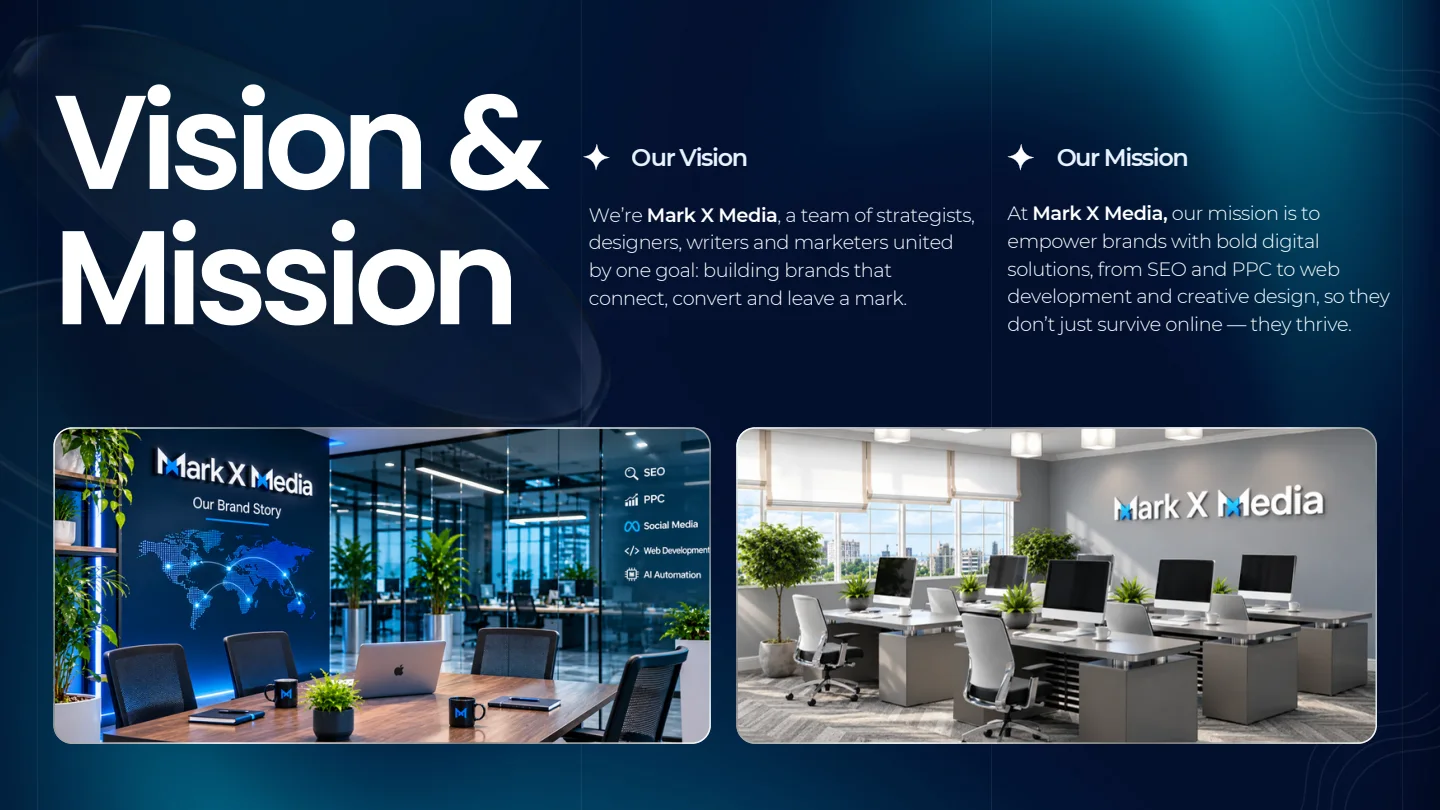 Vision &
Mission
Our Vision
We’re Mark X Media, a team of strategists,
designers, writers and marketers united
by one goal: building brands that
connect, convert and leave a mark.
Our Mission
At Mark X Media, our mission is to
empower brands with bold digital
solutions, from SEO and PPC to web
development and creative design, so they
don’t just survive online — they thrive.
Mark X Media
Our Brand Story
SEO
PPC
Social Media
</> Web Development
AI Automation
Mark X Media